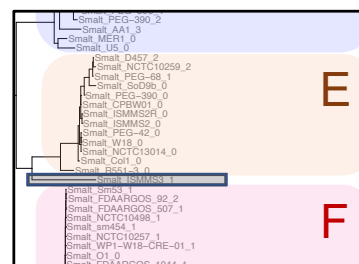 Smalt_PEG-390_2
Smalt_AA1_3
Smalt_MER1_0
Smalt_U5_0
Smalt_D457_2
Smalt_NCTC10259_2
Smalt_PEG-68_1
Smalt_SoD9b_0
Smalt_PEG-390_0
Smalt_CPBW01_0
Smalt_ISMMS2R_0
Smalt_ISMMS2_0
Smalt_PEG-42_0
Smalt_W18_0
Smalt_NCTC13014_0
Smalt_Col1_0
Smalt_R551-3_0
E
Smalt_ISMMS3_1
Smalt_Sm53_1
Smalt_FDAARGOS_92_2
Smalt_FDAARGOS_507_1
Smalt_NCTC10498_1
Smalt_sm454_1
Smalt_NCTC10257_1
Smalt_WP1-W18-CRE-01_1
Smalt_O1_0
F